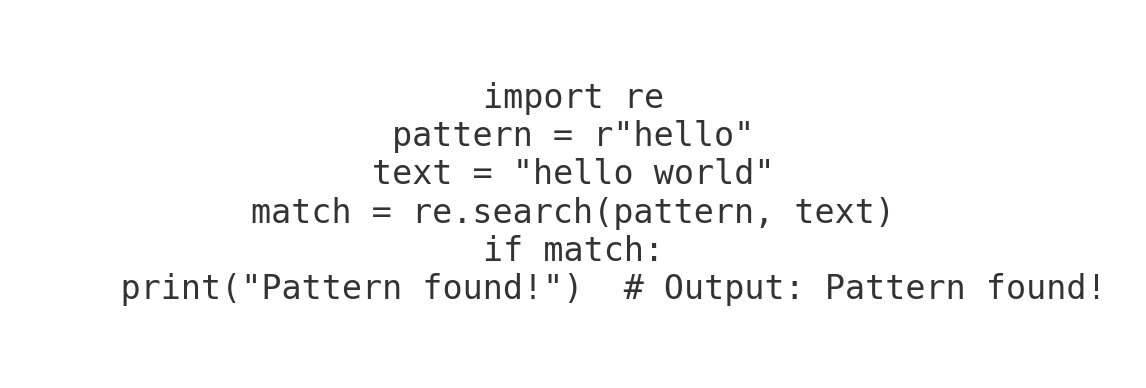 import re
pattern = r"hello"
text = "hello world"
match = re.search(pattern, text)
if match:
    print("Pattern found!")  # Output: Pattern found!